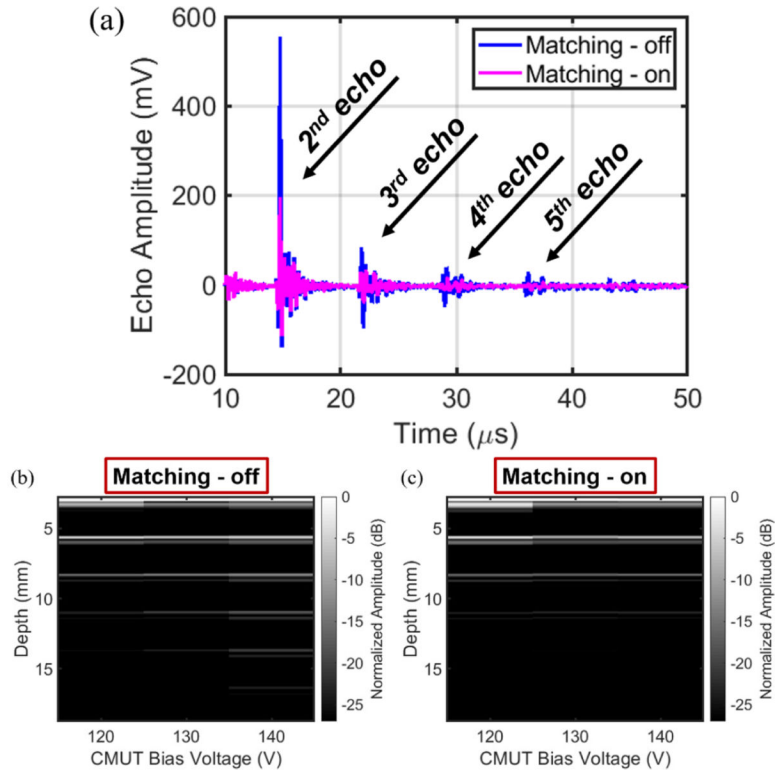 (a)
Echo Amplitude (mV)
600
400
200
0
-200
Matching - off
Matching - on
2nd echo
3rd echo
4th echo
5th echo
10
20
30
40
50
Time (μs)
(b)
Matching - off
Depth (mm)
5
10
15
120
130
140
CMUT Bias Voltage (V)
0
-5
-10
-15
-20
-25
Normalized Amplitude (dB)
(c)
Matching - on
Depth (mm)
5
10
15
120
130
140
CMUT Bias Voltage (V)
0
-5
-10
-15
-20
-25
Normalized Amplitude (dB)